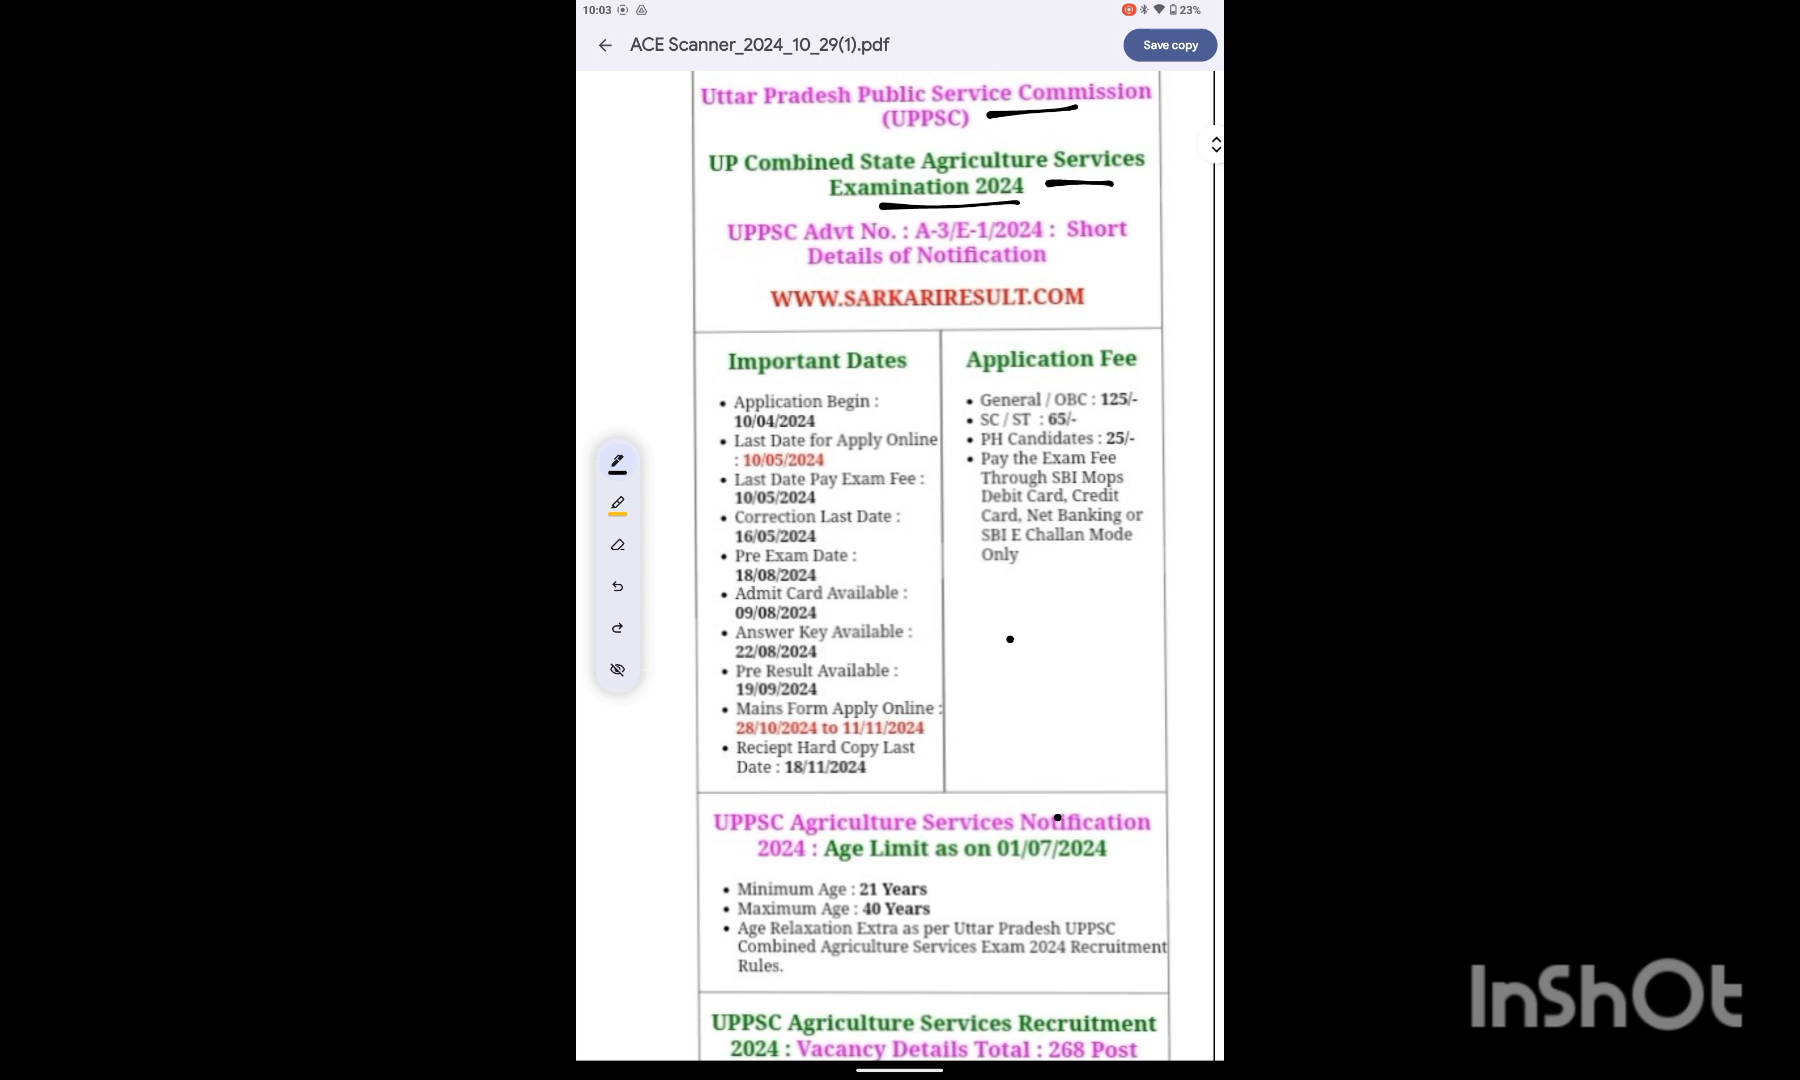 10:03
23%
ACE Scanner_2024_10_29(1).pdf
Save copy
Uttar Pradesh Public Service Commission
(UPPSC)
UP Combined State Agriculture Services
Examination 2024
UPPSC Advt No. : A-3/E-1/2024 : Short
Details of Notification
WWW.SARKARIRESULT.COM
Important Dates
• Application Begin :
10/04/2024
• Last Date for Apply Online
: 10/05/2024
• Last Date Pay Exam Fee :
10/05/2024
• Correction Last Date :
16/05/2024
• Pre Exam Date :
18/08/2024
• Admit Card Available :
09/08/2024
• Answer Key Available :
22/08/2024
• Pre Result Available :
19/09/2024
• Mains Form Apply Online :
28/10/2024 to 11/11/2024
• Reciept Hard Copy Last
Date : 18/11/2024
Application Fee
• General / OBC : 125/-
• SC / ST : 65/-
• PH Candidates : 25/-
• Pay the Exam Fee
Through SBI Mops
Debit Card, Credit
Card, Net Banking or
SBI E Challan Mode
Only
UPPSC Agriculture Services Notification
2024 : Age Limit as on 01/07/2024
• Minimum Age : 21 Years
• Maximum Age : 40 Years
• Age Relaxation Extra as per Uttar Pradesh UPPSC
Combined Agriculture Services Exam 2024 Recruitment
Rules.
UPPSC Agriculture Services Recruitment
2024 : Vacancy Details Total : 268 Post
InShOt